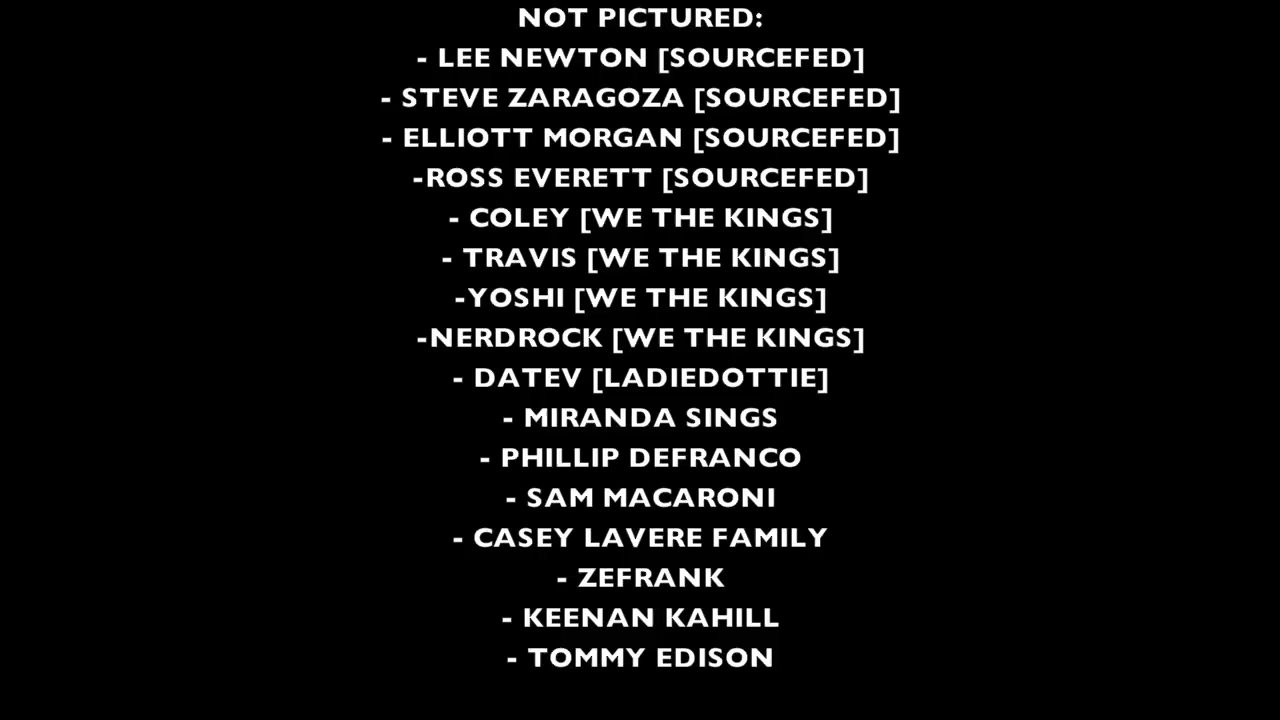 NOT PICTURED:
- LEE NEWTON [SOURCEFED]
- STEVE ZARAGOZA [SOURCEFED]
- ELLIOTT MORGAN [SOURCEFED]
-ROSS EVERETT [SOURCEFED]
- COLEY [WE THE KINGS]
- TRAVIS [WE THE KINGS]
-YOSHI [WE THE KINGS]
-NERDROCK [WE THE KINGS]
- DATEV [LADIEDOTTIE]
- MIRANDA SINGS
- PHILLIP DEFRANCO
- SAM MACARONI
- CASEY LAVERE FAMILY
- ZEFRANK
- KEENAN KAHILL
- TOMMY EDISON